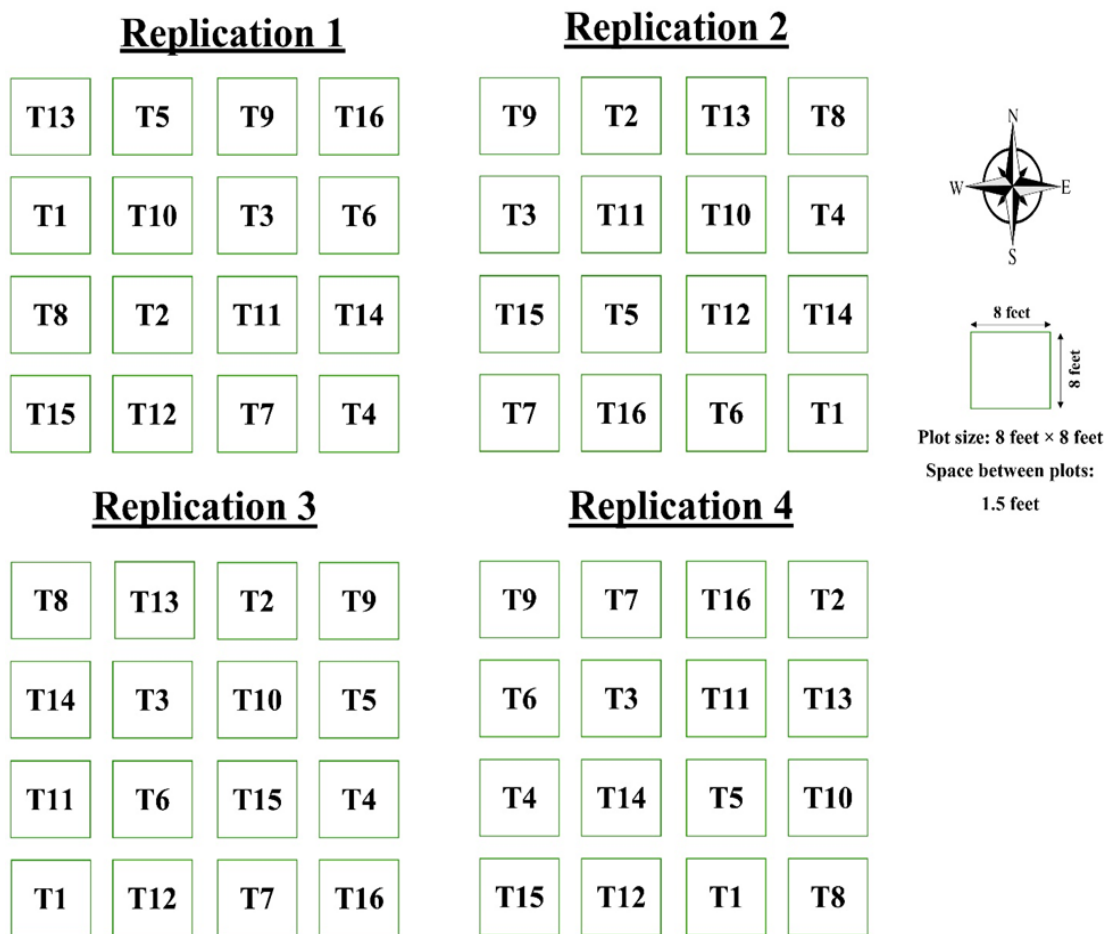 Replication 1
T13 T5 T9 T16
T1 T10 T3 T6
T8 T2 T11 T14
T15 T12 T7 T4
Replication 2
T9 T2 T13 T8
T3 T11 T10 T4
T15 T5 T12 T14
T7 T16 T6 T1
N
W E
S
8 feet
8 feet
Plot size: 8 feet × 8 feet
Space between plots:
1.5 feet
Replication 3
T8 T13 T2 T9
T14 T3 T10 T5
T11 T6 T15 T4
T1 T12 T7 T16
Replication 4
T9 T7 T16 T2
T6 T3 T11 T13
T4 T14 T5 T10
T15 T12 T1 T8